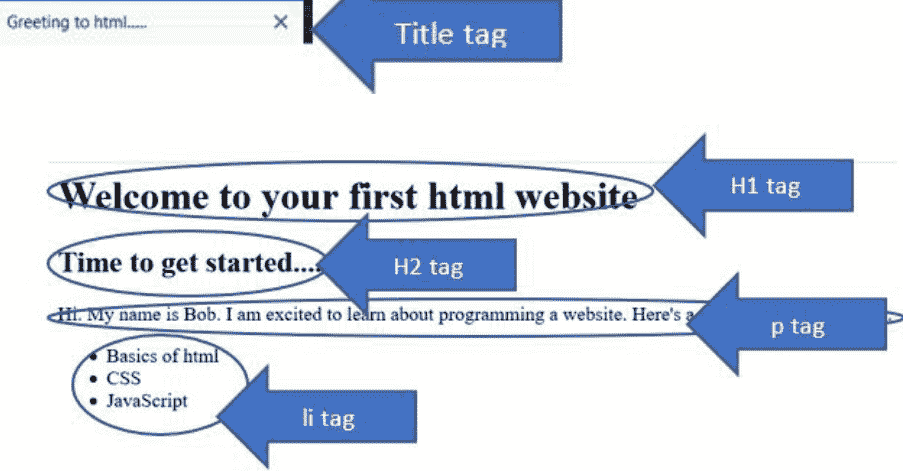 Greeting to html.....
Title tag
Welcome to your first html website
H1 tag
Time to get started....
H2 tag
Hi. My name is Bob. I am excited to learn about programming a website. Here's a
p tag
Basics of html
CSS
JavaScript
li tag